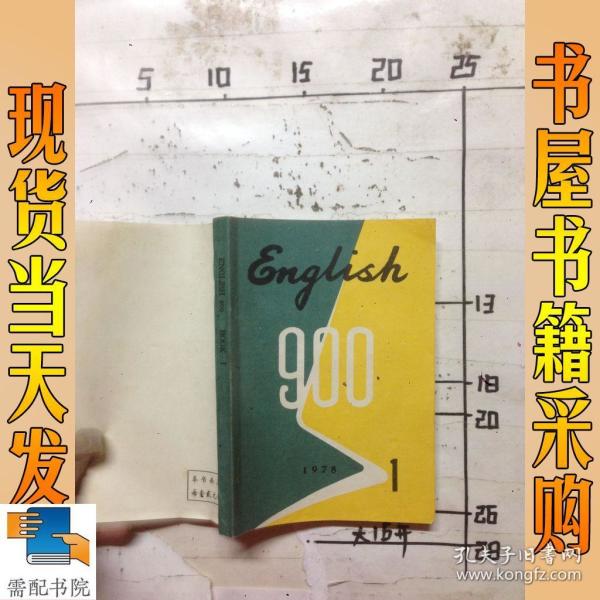 现货当天发
书屋书籍采购
5 10 15 20 25
13
18
20
26
28
大16开
English
900
1978
1
ENGLISH 900 BOOK 1
需配书院
孔夫子旧书网
www.kongfz.com